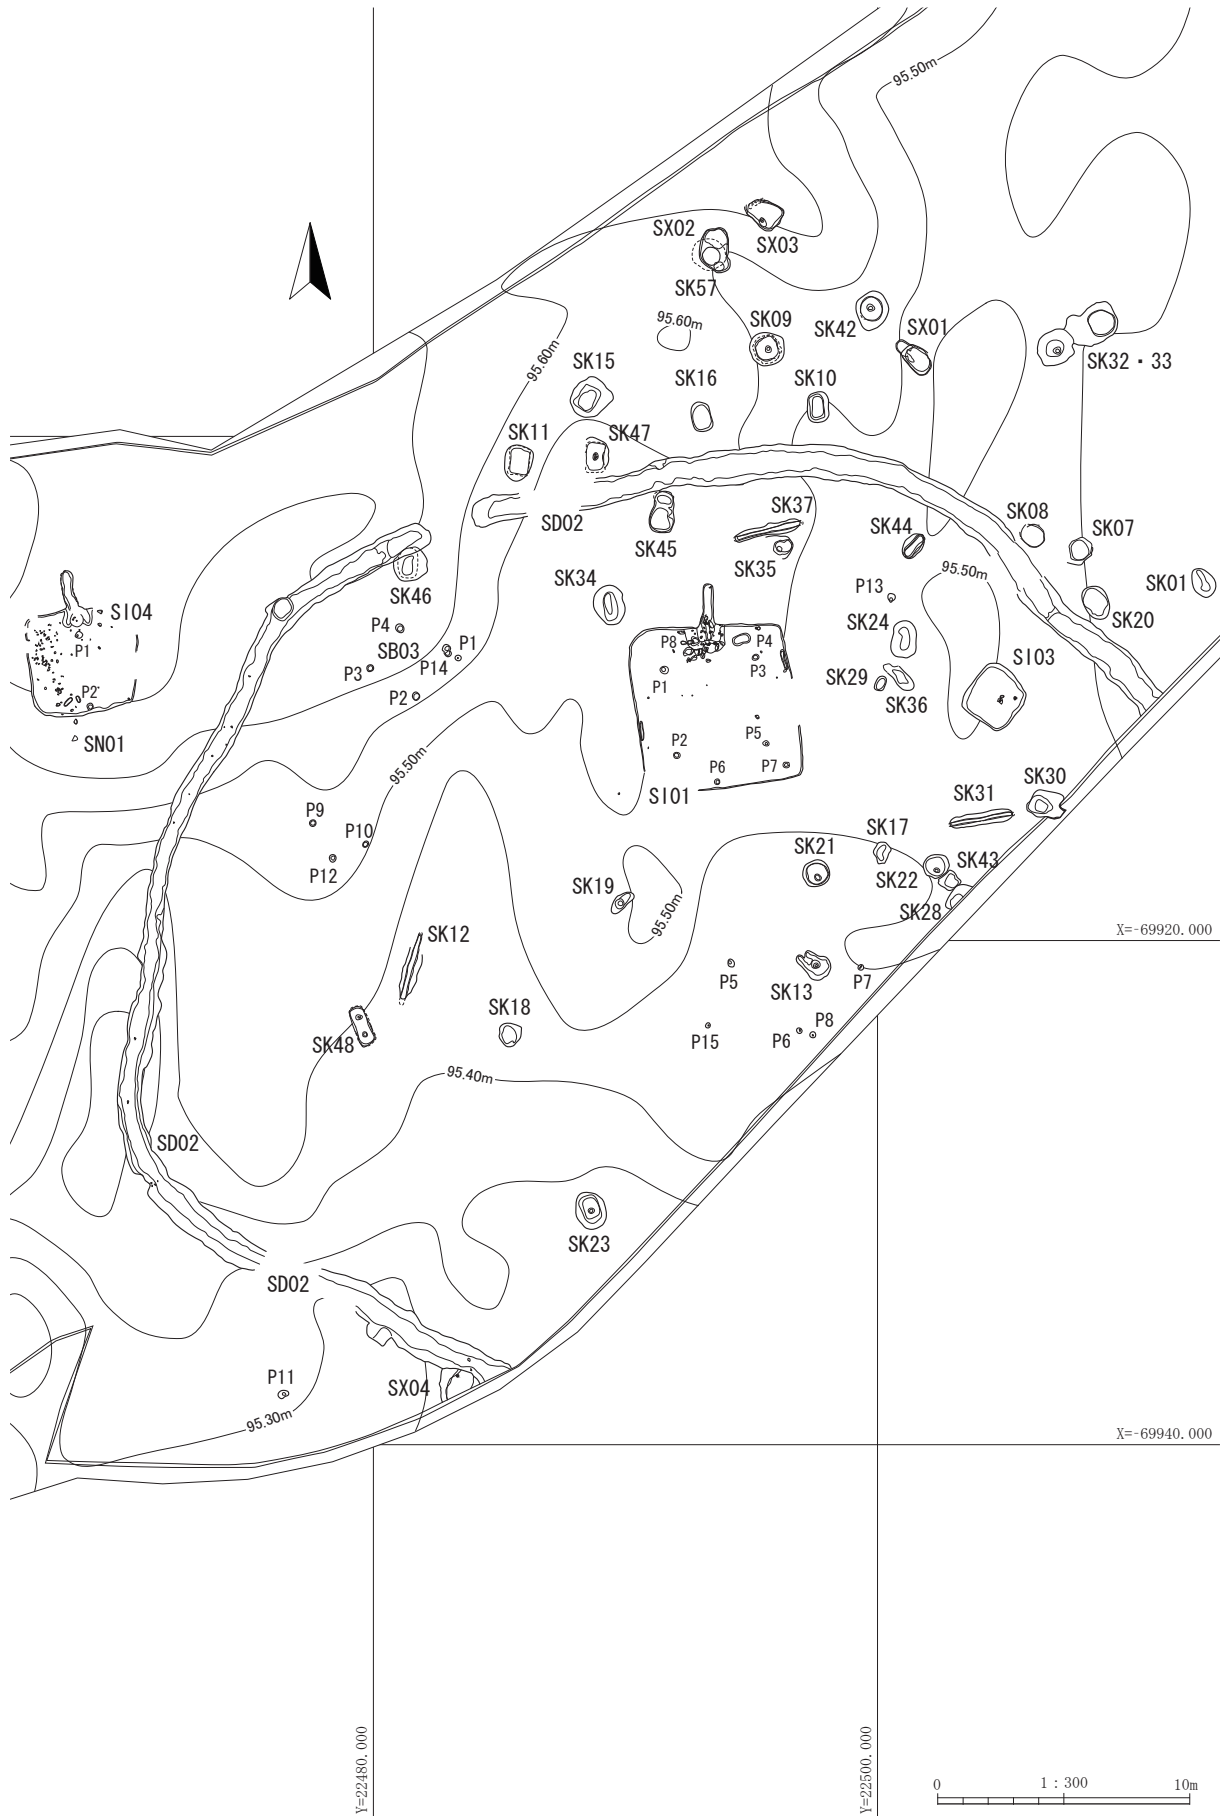 95.50m
SX02
SX03
SK57
95.60m
SK09
SK42
SX01
SK32・33
95.60m
SK15
SK16
SK10
SK11
SK47
SD02
SK45
SK37
SK35
SK44
SK08
SK07
SK01
SK20
95.50m
P13
SK24
SI03
SK29
SK36
SK46
SK34
SI04
P1
P2
SN01
P4
SB03
P1
P14
P3
P2
P8
P4
P3
P1
P2
P5
P6
P7
SI01
95.50m
P9
P10
P12
SK30
SK31
SK17
SK21
SK22
SK43
SK28
SK19
95.50m
X=-69920.000
SK12
P5
SK13
P7
SK18
SK48
P15
P6
P8
95.40m
SD02
SK23
SD02
P11
SX04
95.30m
X=-69940.000
Y=22480.000
Y=22500.000
0 1:300 10m